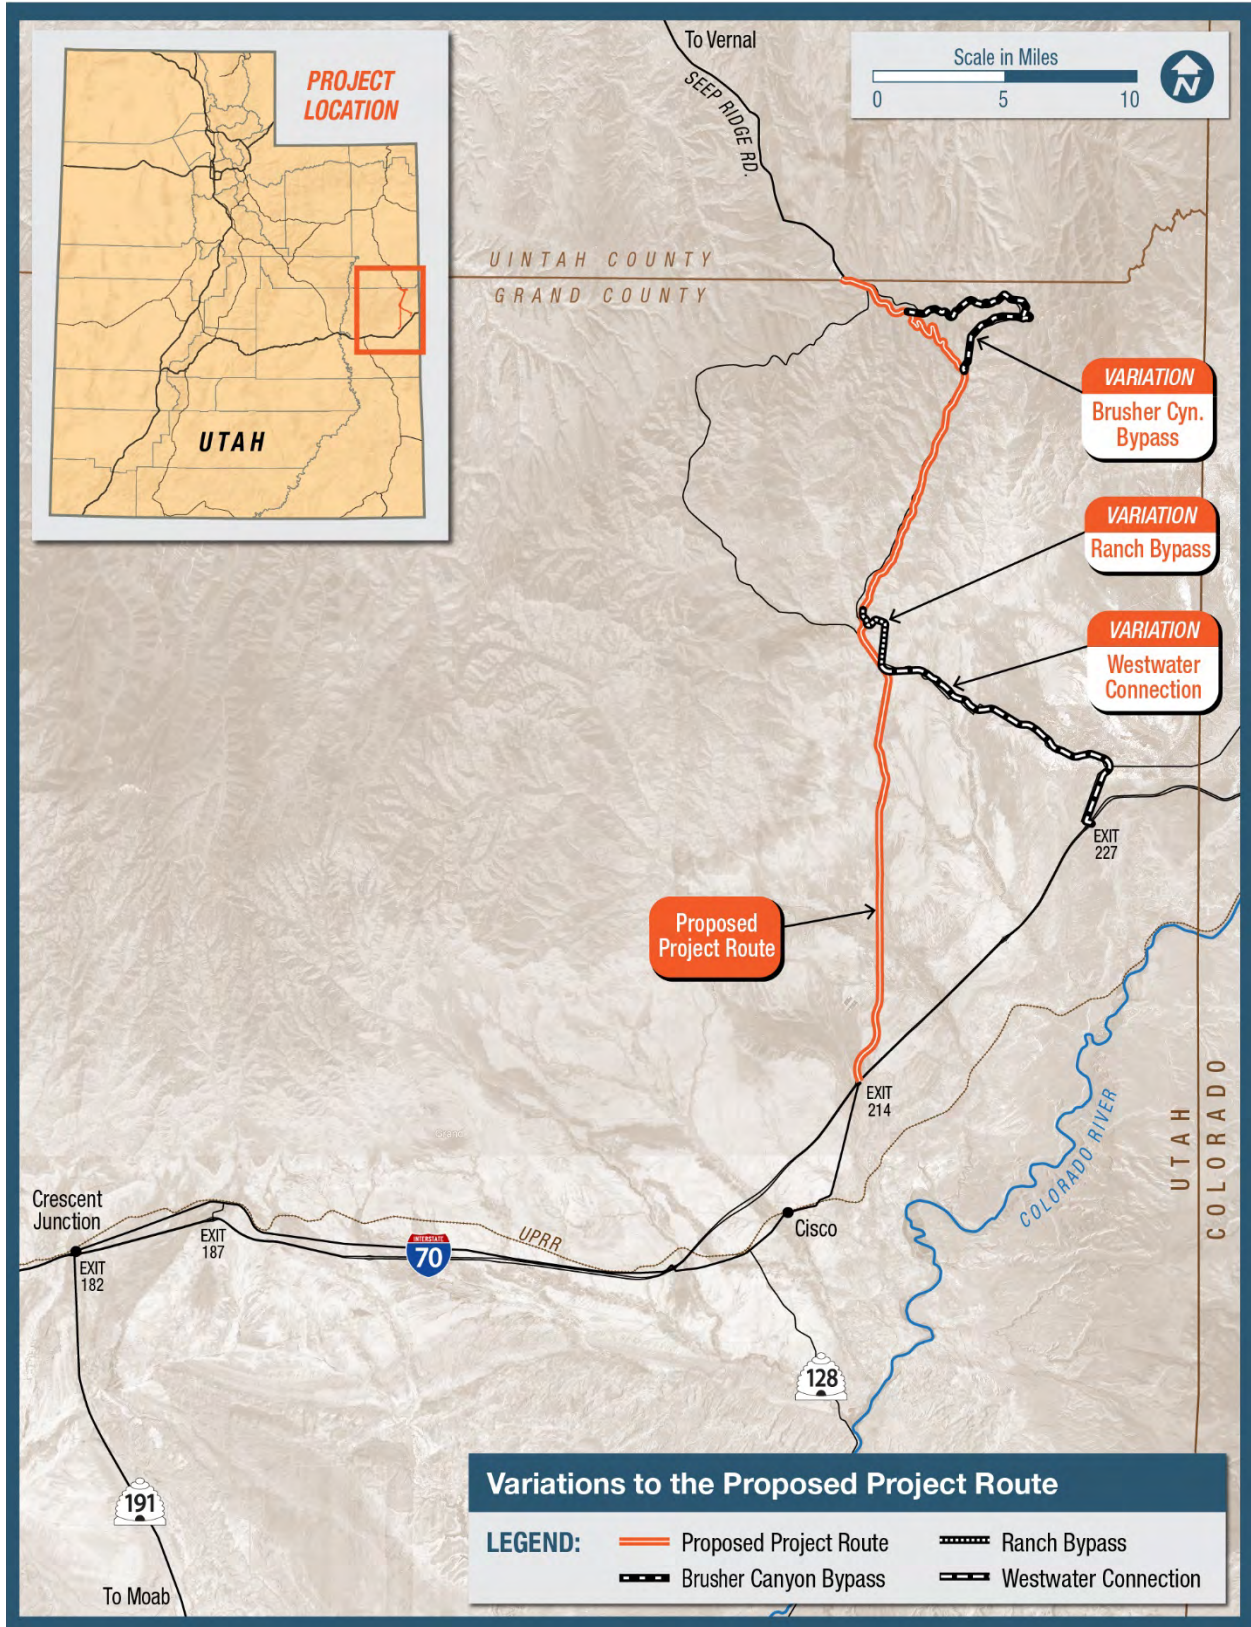 To Vernal
SEEP RIDGE RD.
Scale in Miles
0 5 10
N
PROJECT
LOCATION
UTAH
UINTAH COUNTY
GRAND COUNTY
VARIATION
Brusher Cyn.
Bypass
VARIATION
Ranch Bypass
VARIATION
Westwater
Connection
EXIT
227
Proposed
Project Route
EXIT
214
UTAH
COLORADO
COLORADO RIVER
Crescent
Junction
EXIT
182
EXIT
187
INTERSTATE
70
UPRR
Cisco
128
191
To Moab
Variations to the Proposed Project Route
LEGEND:
Proposed Project Route
Ranch Bypass
Brusher Canyon Bypass
Westwater Connection